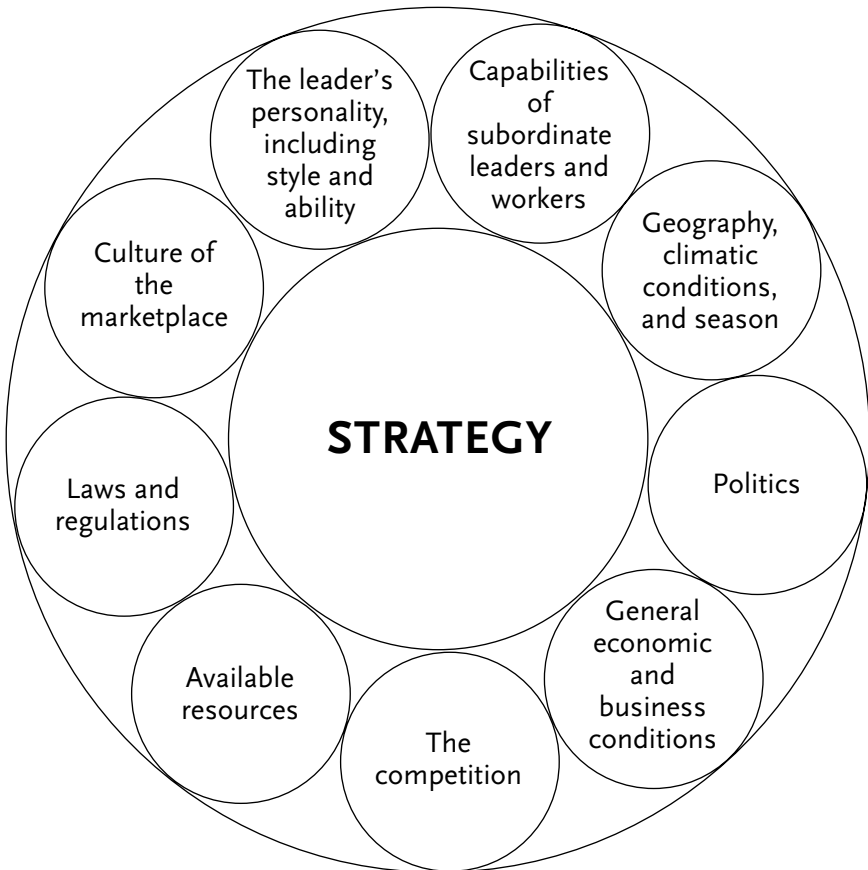 The leader’s
personality,
including
style and
ability
Capabilities
of
subordinate
leaders and
workers
Geography,
climatic
conditions,
and season
Culture of
the
marketplace
STRATEGY
Politics
Laws and
regulations
General
economic
and
business
conditions
Available
resources
The
competition